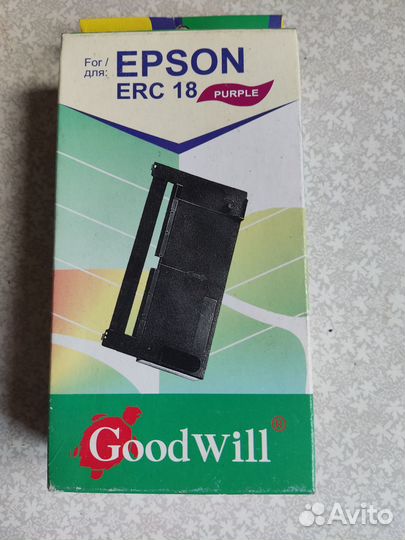 For / EPSON
для:
ERC 18 PURPLE
GoodWill®
Avito